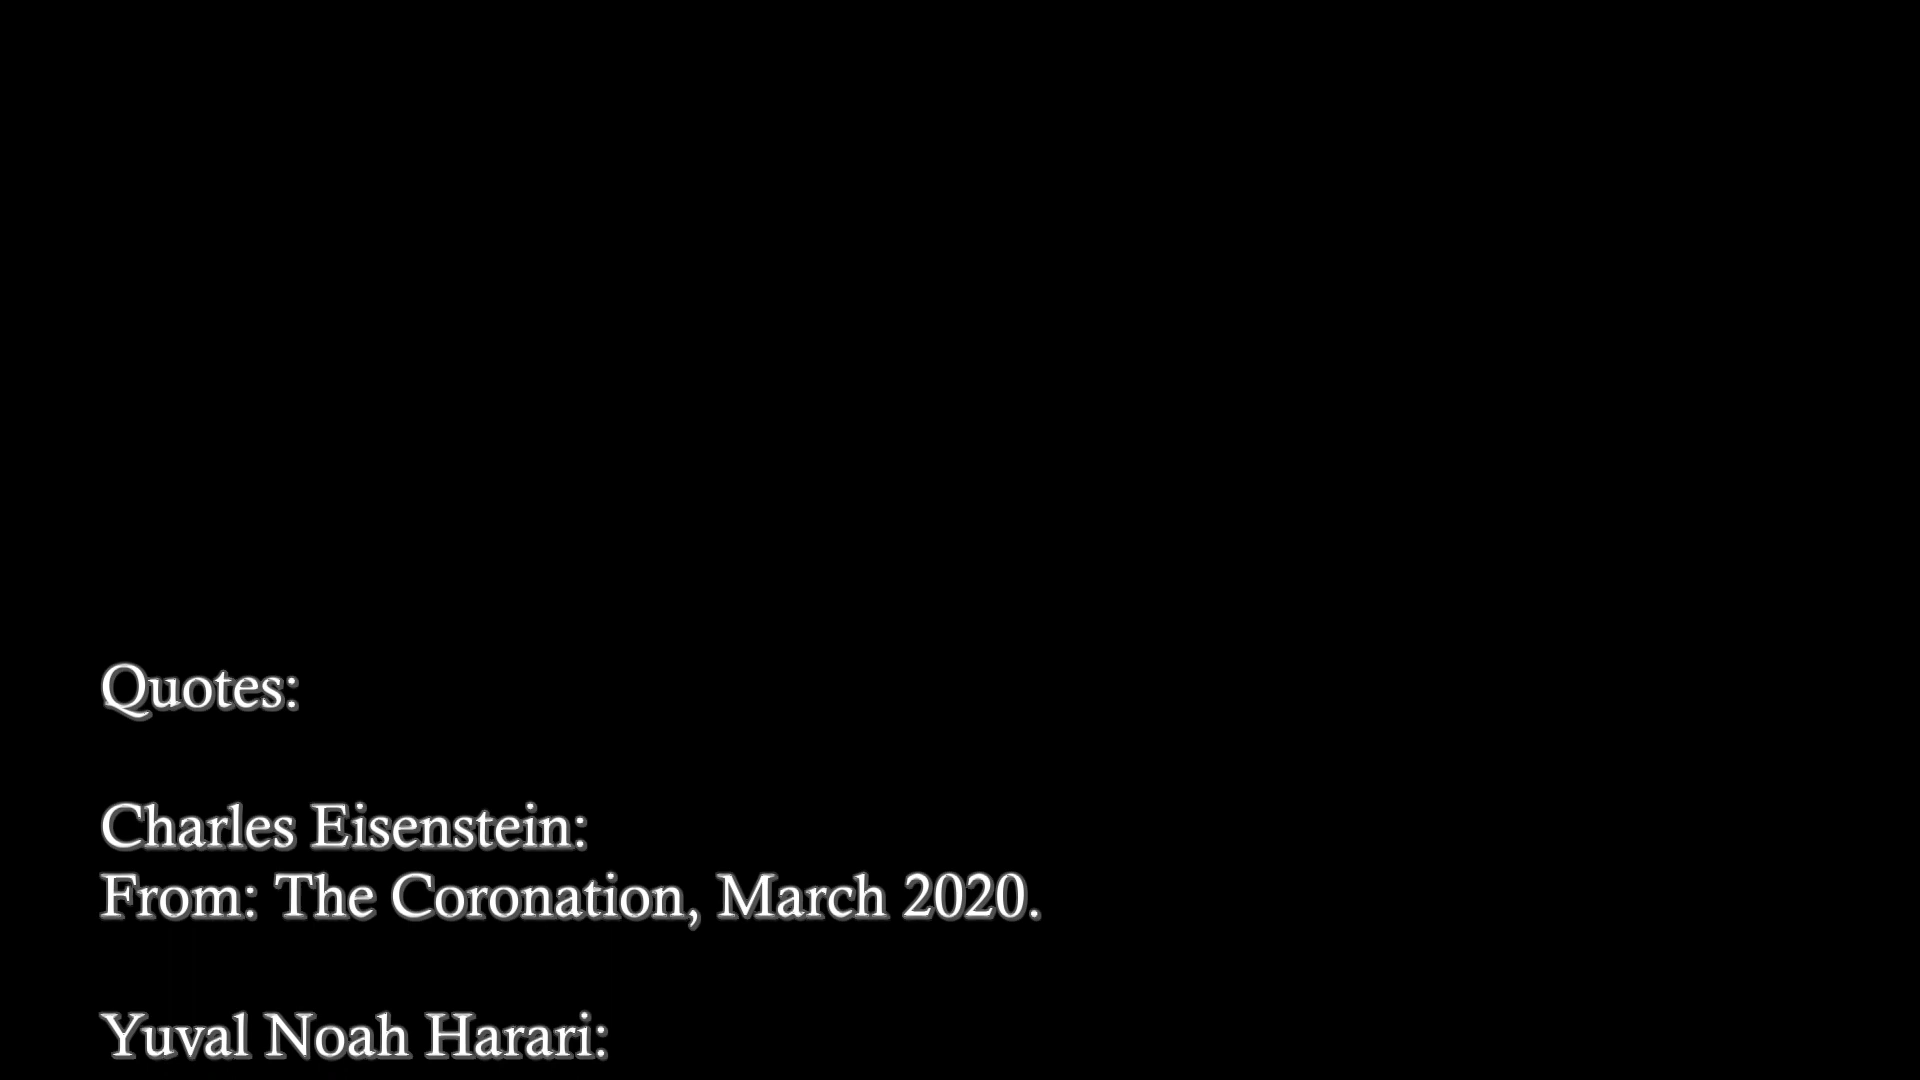 Quotes:
Charles Eisenstein:
From: The Coronation, March 2020.
Yuval Noah Harari: